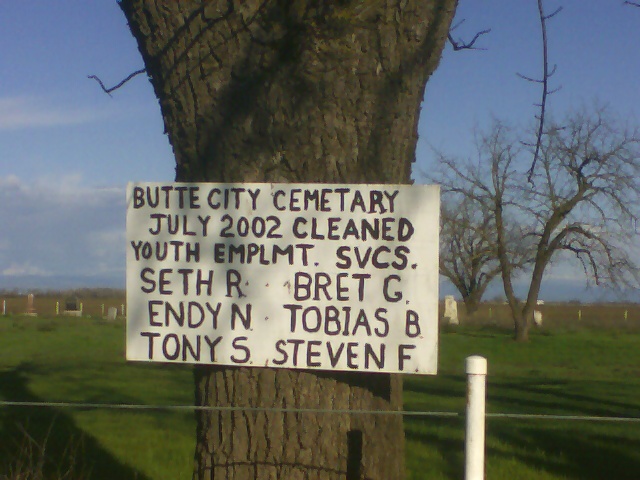 BUTTE CITY CEMETARY
JULY 2002 CLEANED
YOUTH EMPLMT. SVCS.
SETH R. BRET G.
ENDY N. TOBIAS B
TONY S. STEVEN F